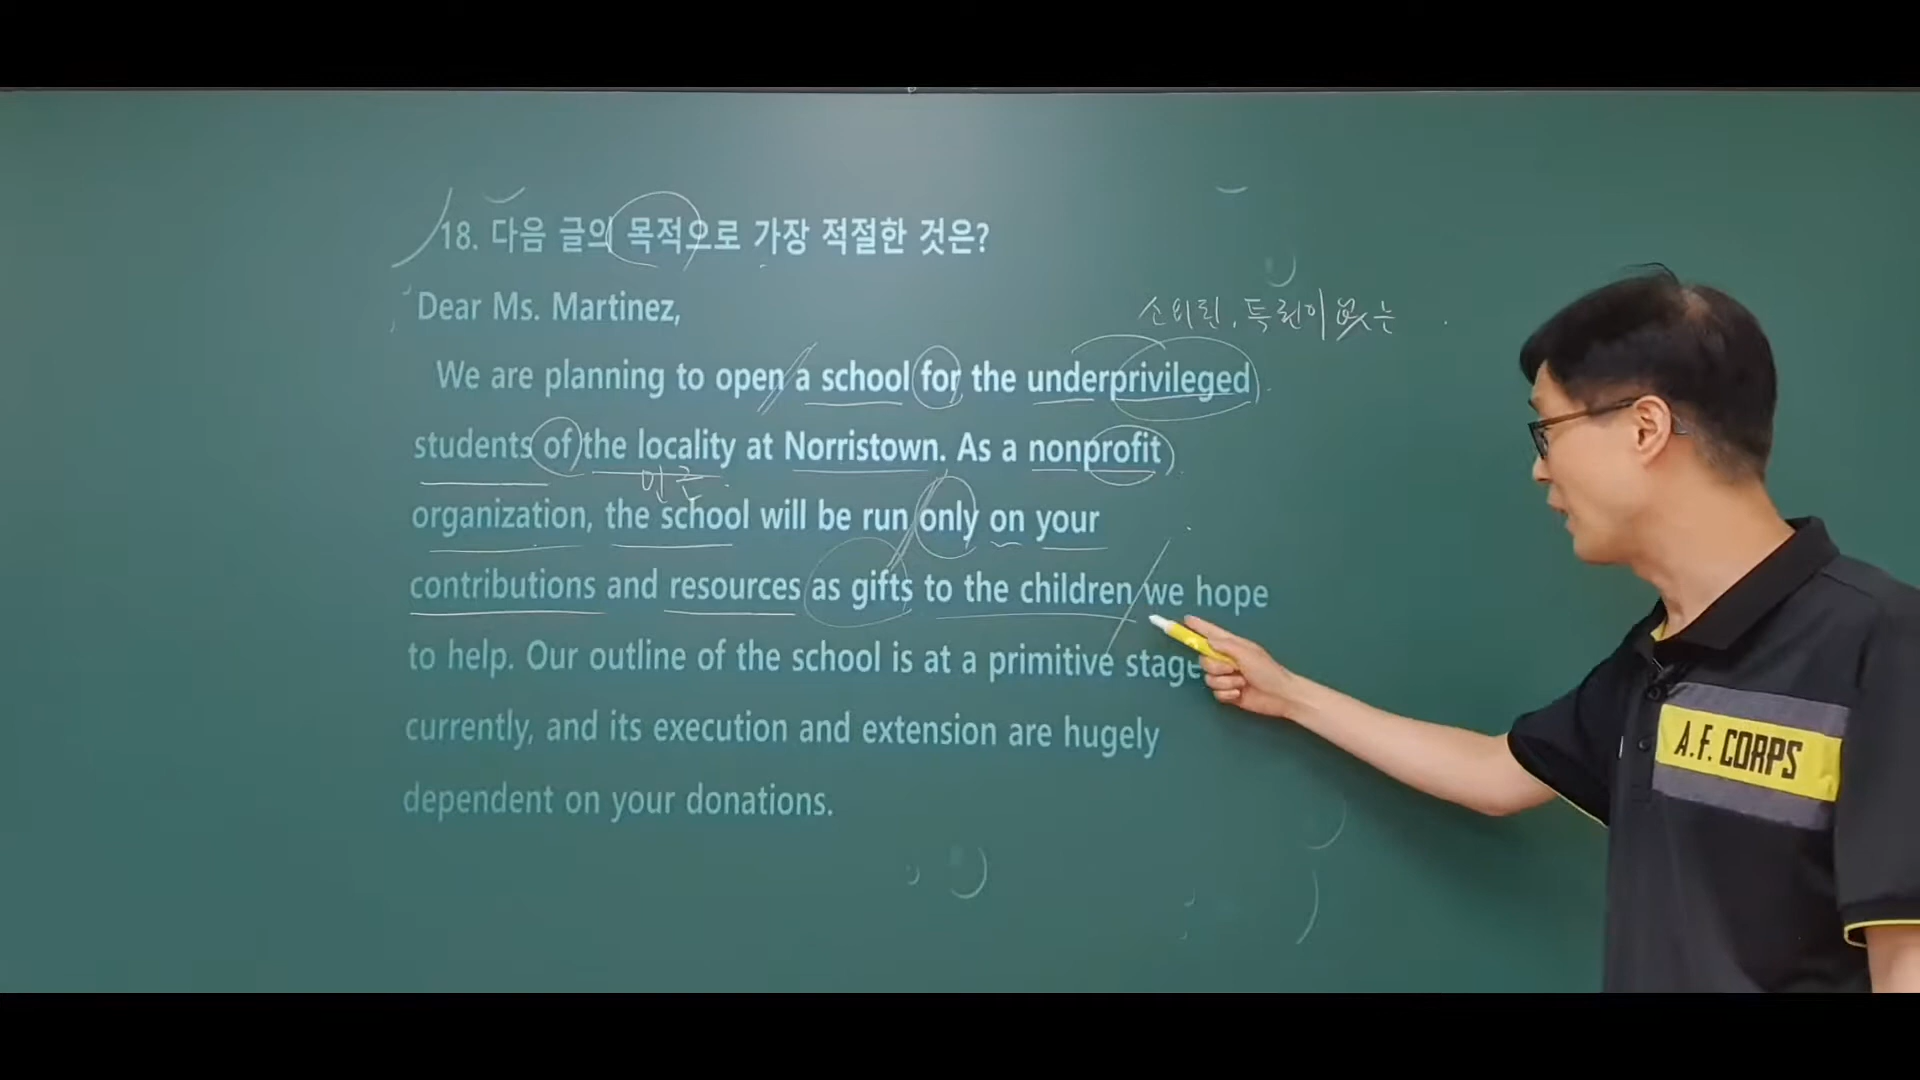 18. 다음 글의 목적으로 가장 적절한 것은?
Dear Ms. Martinez,
소외된, 특권이 없는
We are planning to open a school for the underprivileged
students of the locality at Norristown. As a nonprofit
인근
organization, the school will be run only on your
contributions and resources as gifts to the children we hope
to help. Our outline of the school is at a primitive stage
currently, and its execution and extension are hugely
dependent on your donations.
A.F. CORPS